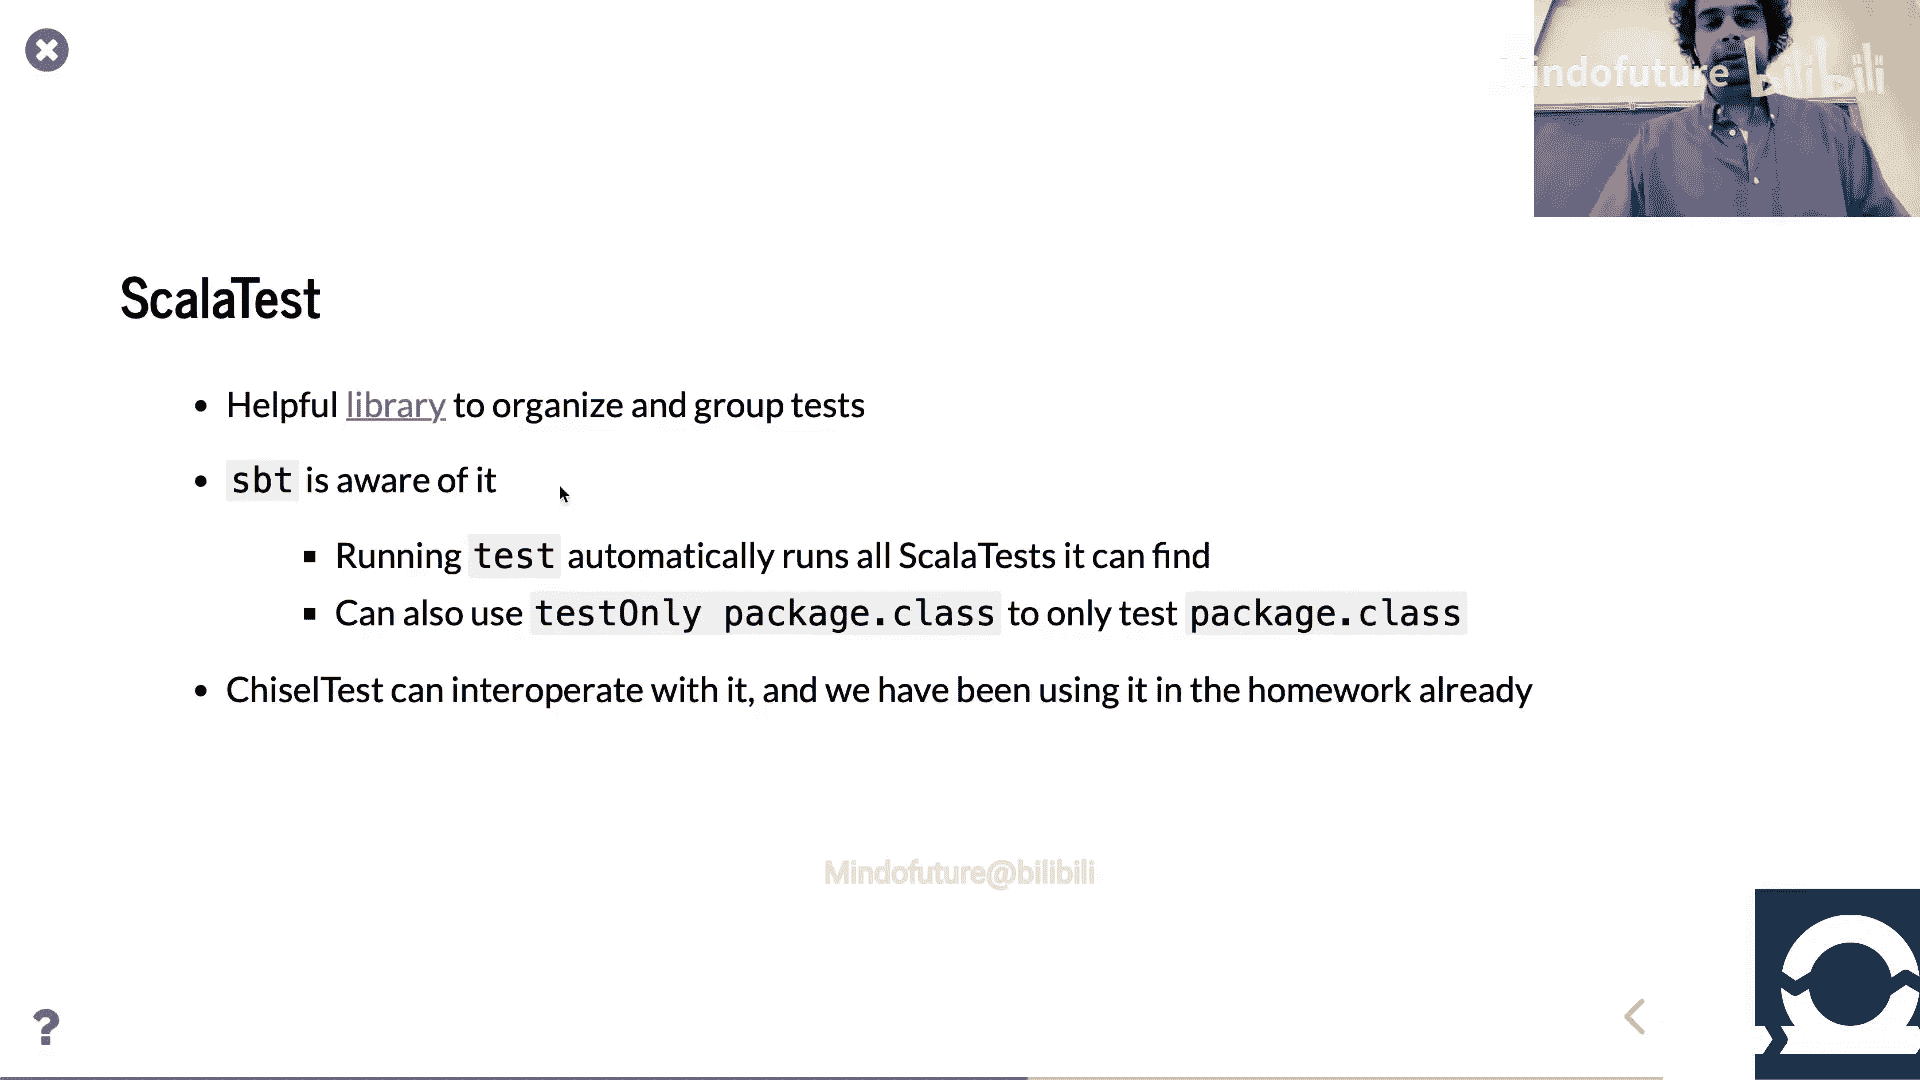 indofuture bilibili
ScalaTest
• Helpful library to organize and group tests
• sbt is aware of it
▪ Running test automatically runs all ScalaTests it can find
▪ Can also use testOnly package.class to only test package.class
• ChiselTest can interoperate with it, and we have been using it in the homework already
Mindofuture@bilibili
?